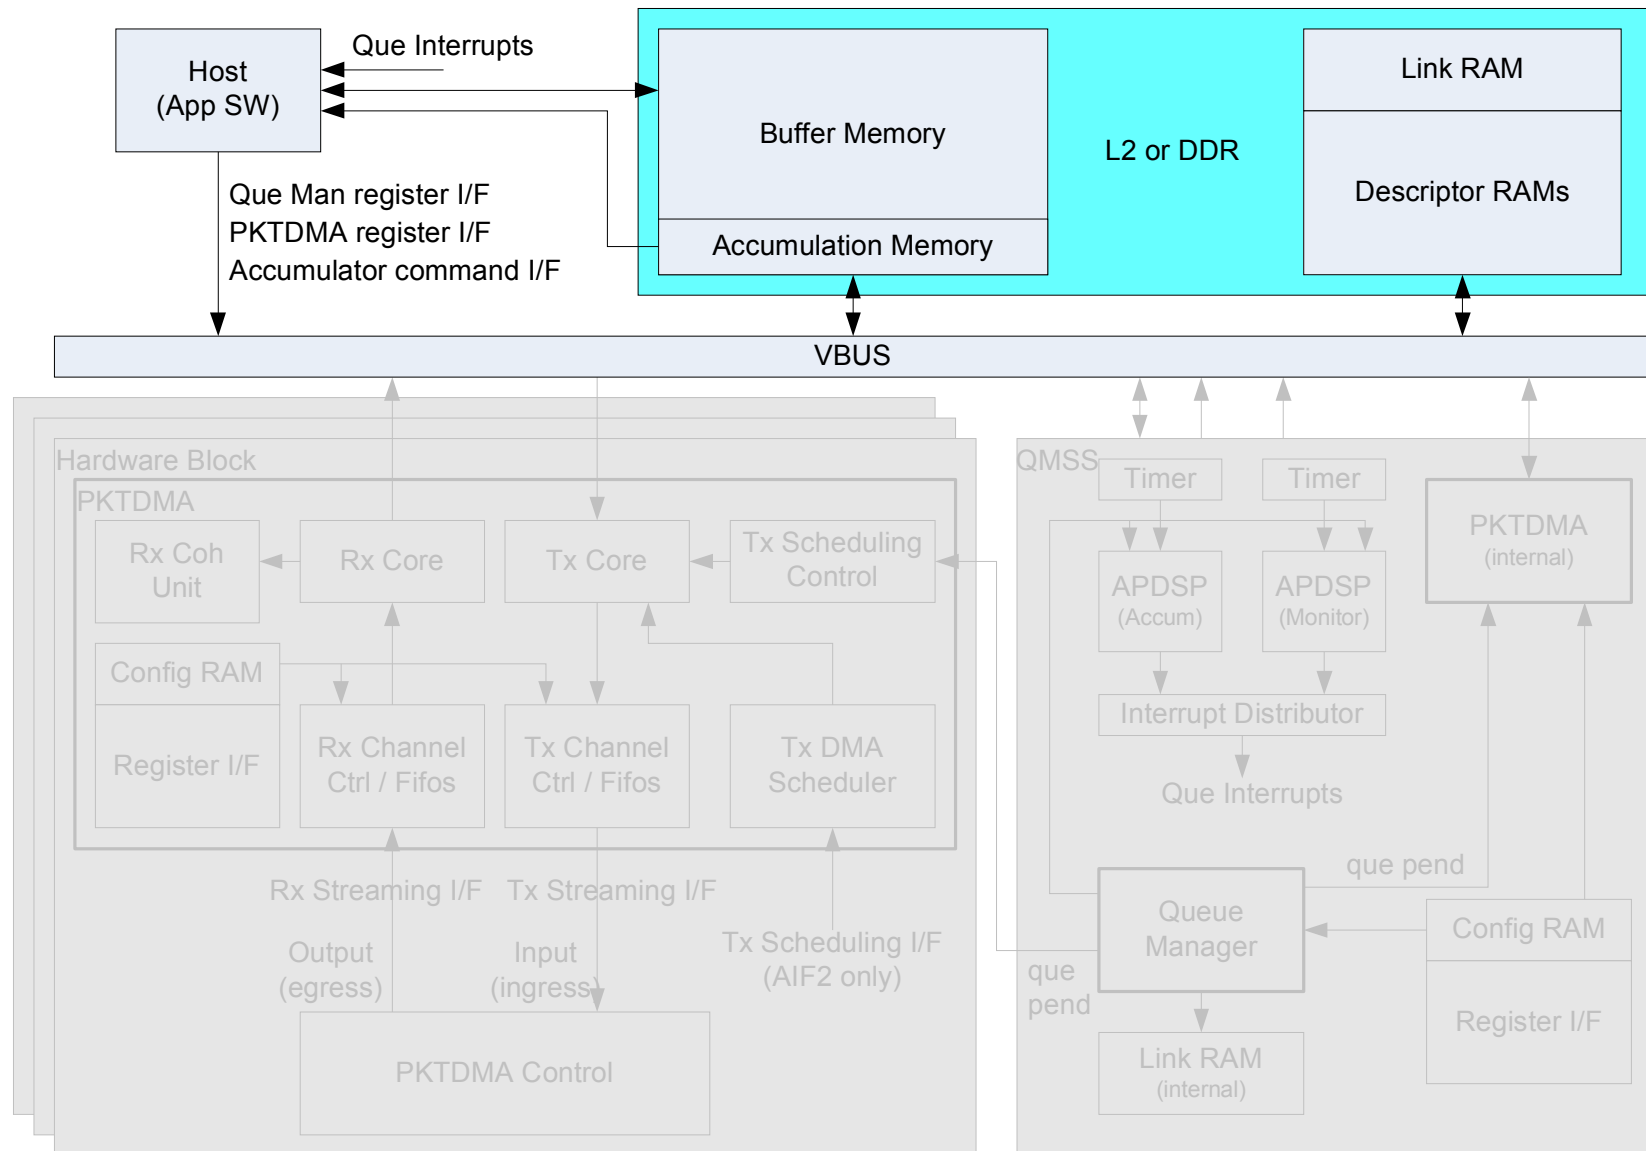 Que Interrupts
Host
(App SW)
Que Man register I/F
PKTDMA register I/F
Accumulator command I/F
Buffer Memory
Accumulation Memory
L2 or DDR
Link RAM
Descriptor RAMs
VBUS
Hardware Block
PKTDMA
Rx Coh
Unit
Rx Core
Tx Core
Tx Scheduling
Control
Config RAM
Register I/F
Rx Channel
Ctrl / Fifos
Tx Channel
Ctrl / Fifos
Tx DMA
Scheduler
Rx Streaming I/F
Tx Streaming I/F
Output
(egress)
Input
(ingress)
Tx Scheduling I/F
(AIF2 only)
PKTDMA Control
QMSS
Timer
Timer
APDSP
(Accum)
APDSP
(Monitor)
PKTDMA
(internal)
Interrupt Distributor
Que Interrupts
que pend
Queue
Manager
que
pend
Config RAM
Register I/F
Link RAM
(internal)